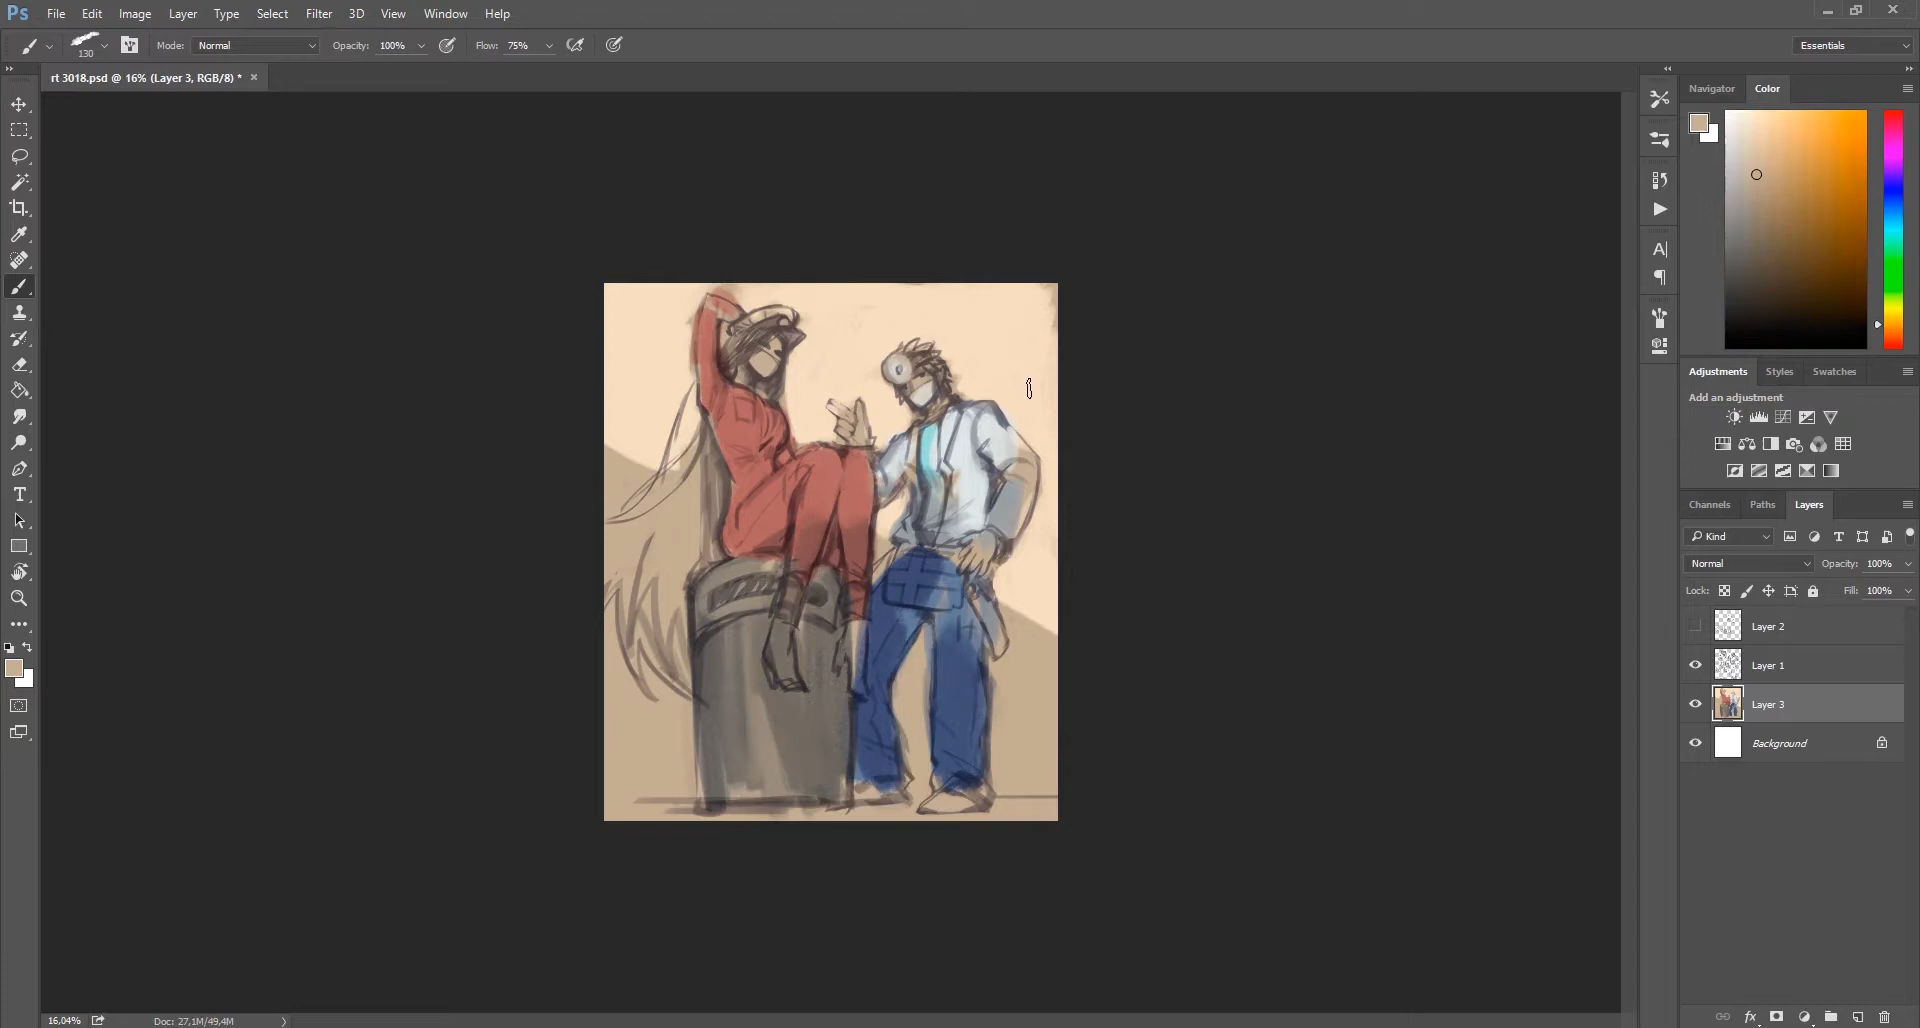 Ps File Edit Image Layer Type Select Filter 3D View Window Help
130 Mode: Normal Opacity: 100% Flow: 75% Essentials
rt 3018.psd @ 16% (Layer 3, RGB/8) *
Navigator Color
Adjustments Styles Swatches
Add an adjustment
Channels Paths Layers
Kind
Normal Opacity: 100%
Lock: Fill: 100%
Layer 2
Layer 1
Layer 3
Background
16,04% Doc: 27,1M/49,4M